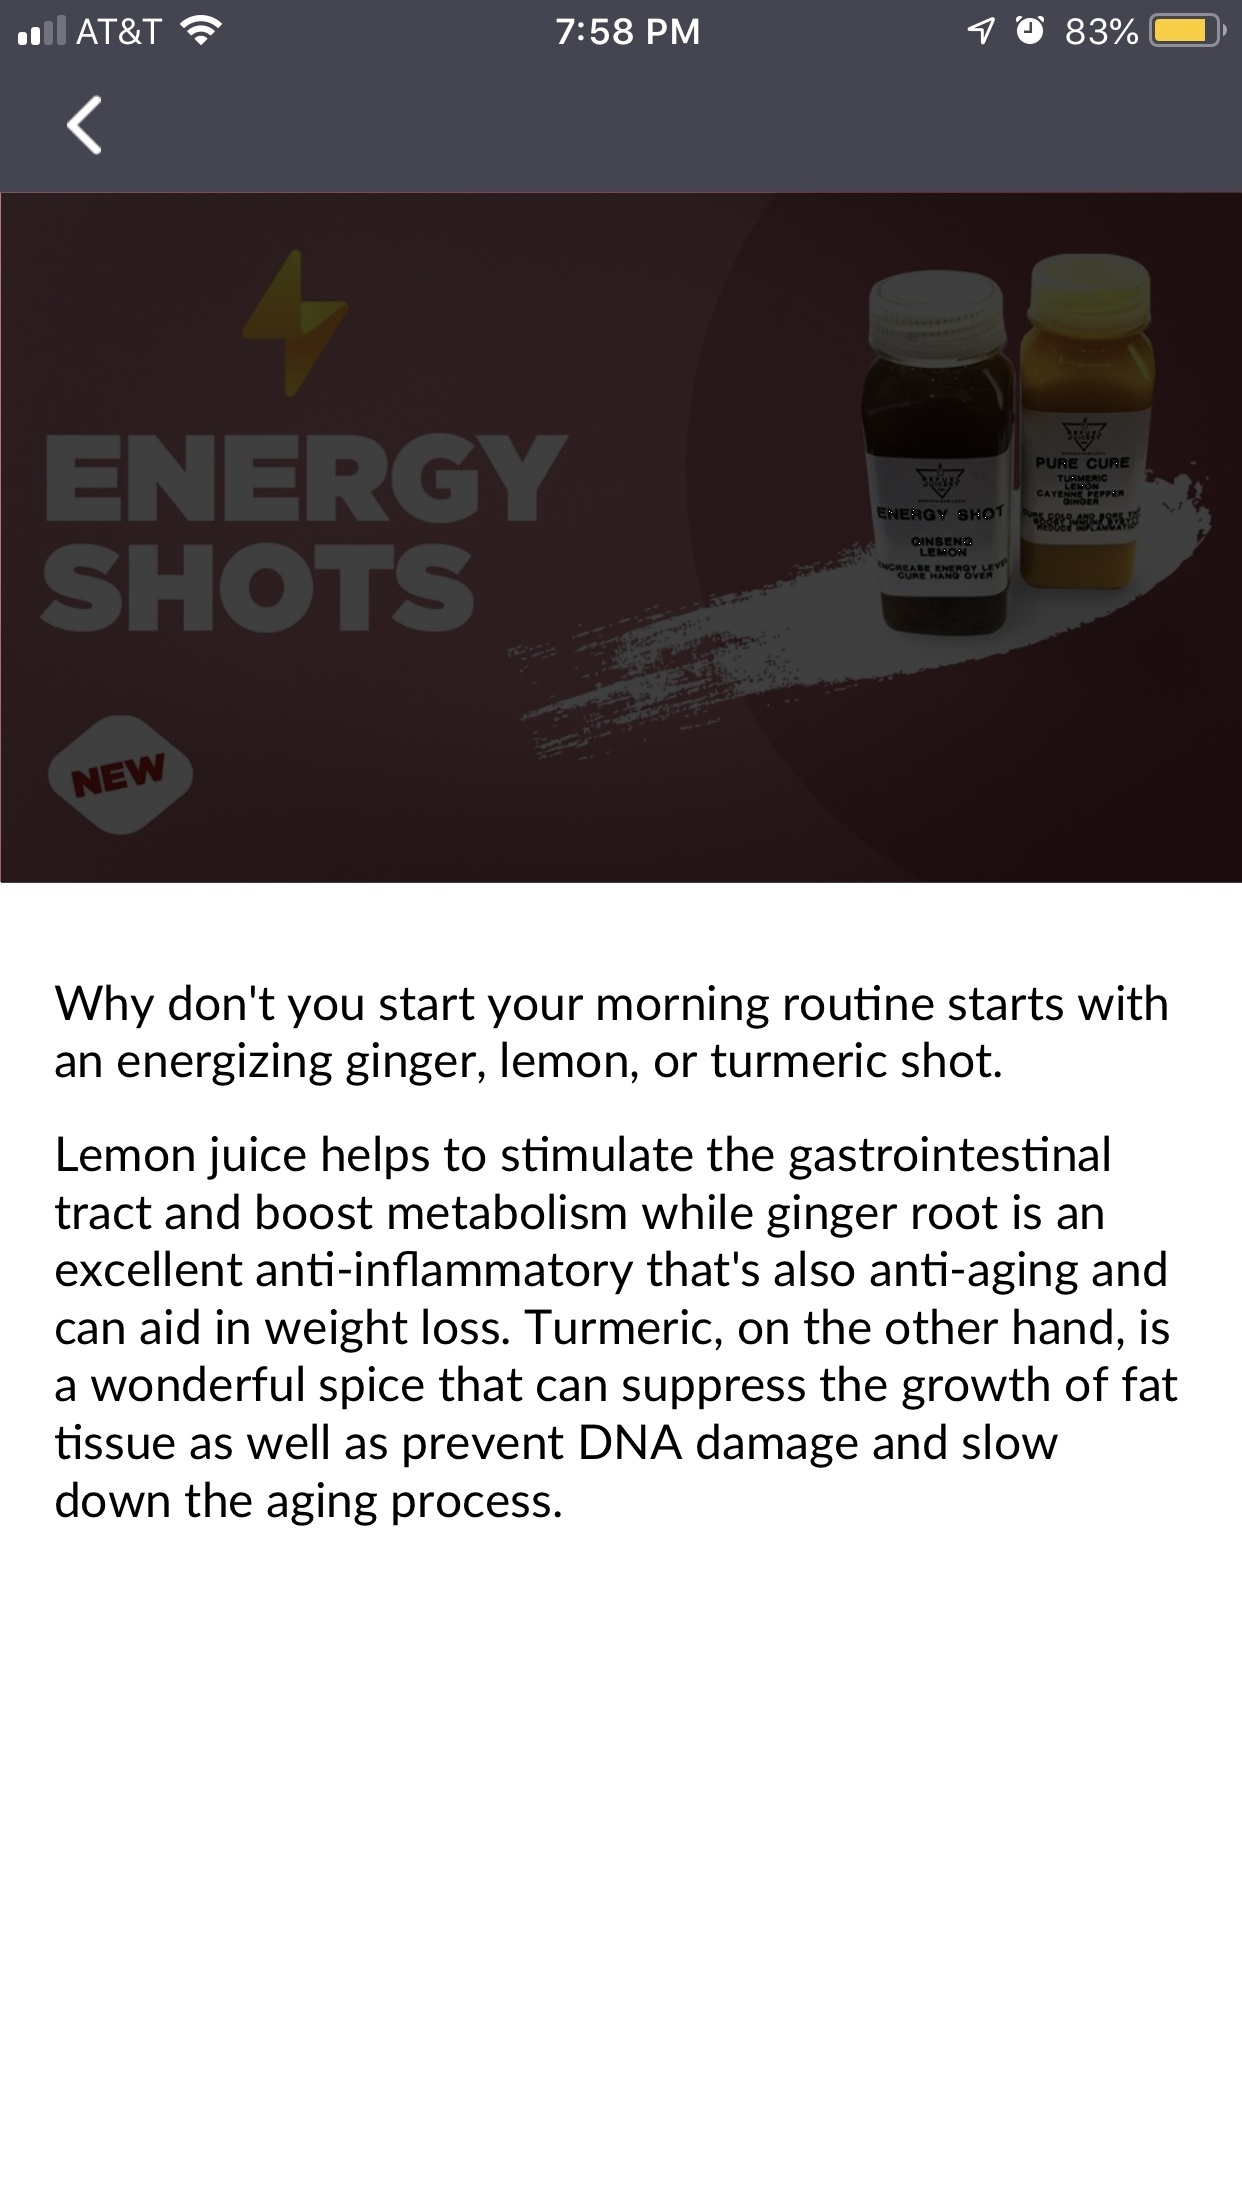 AT&T
7:58 PM
83%
ENERGY
SHOTS
NEW
REFUEL
JUICERY
ENERGY SHOT
GINSENG
LEMON
INCREASE ENERGY LEVEL
CURE HANG OVER
PURE CURE
TURMERIC
LEMON
CAYENNE PEPPER
GINGER
REDUCE INFLAMMATION
Why don't you start your morning routine starts with
an energizing ginger, lemon, or turmeric shot.
Lemon juice helps to stimulate the gastrointestinal
tract and boost metabolism while ginger root is an
excellent anti-inflammatory that's also anti-aging and
can aid in weight loss. Turmeric, on the other hand, is
a wonderful spice that can suppress the growth of fat
tissue as well as prevent DNA damage and slow
down the aging process.